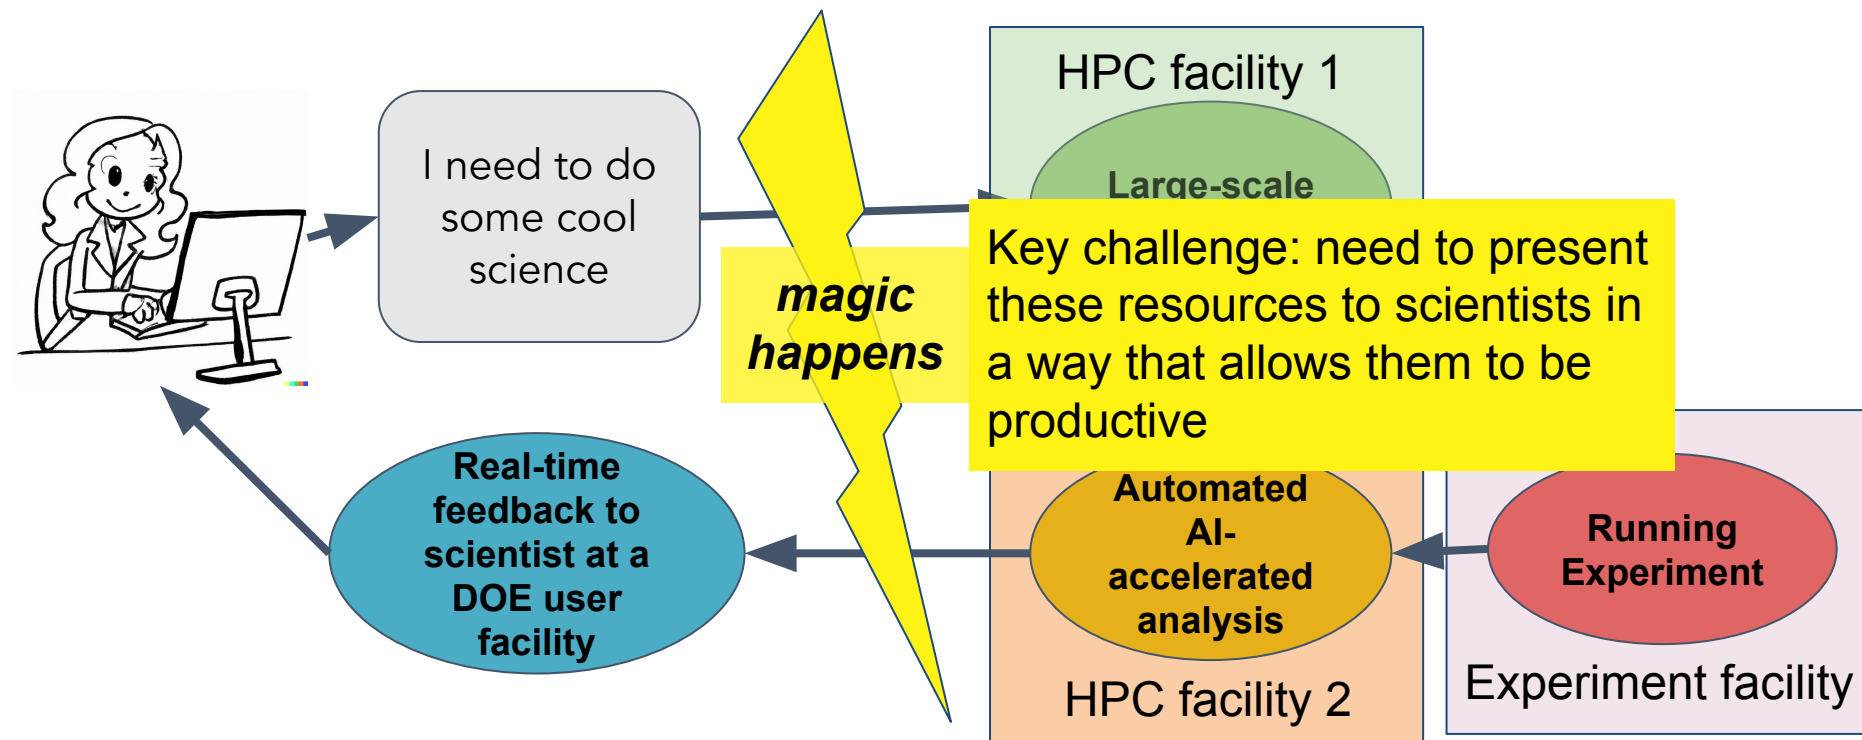 HPC facility 1
I need to do
some cool
science
Large-scale
magic
happens
Key challenge: need to present
these resources to scientists in
a way that allows them to be
productive
Real-time
feedback to
scientist at a
DOE user
facility
Automated
AI-
accelerated
analysis
Running
Experiment
HPC facility 2
Experiment facility